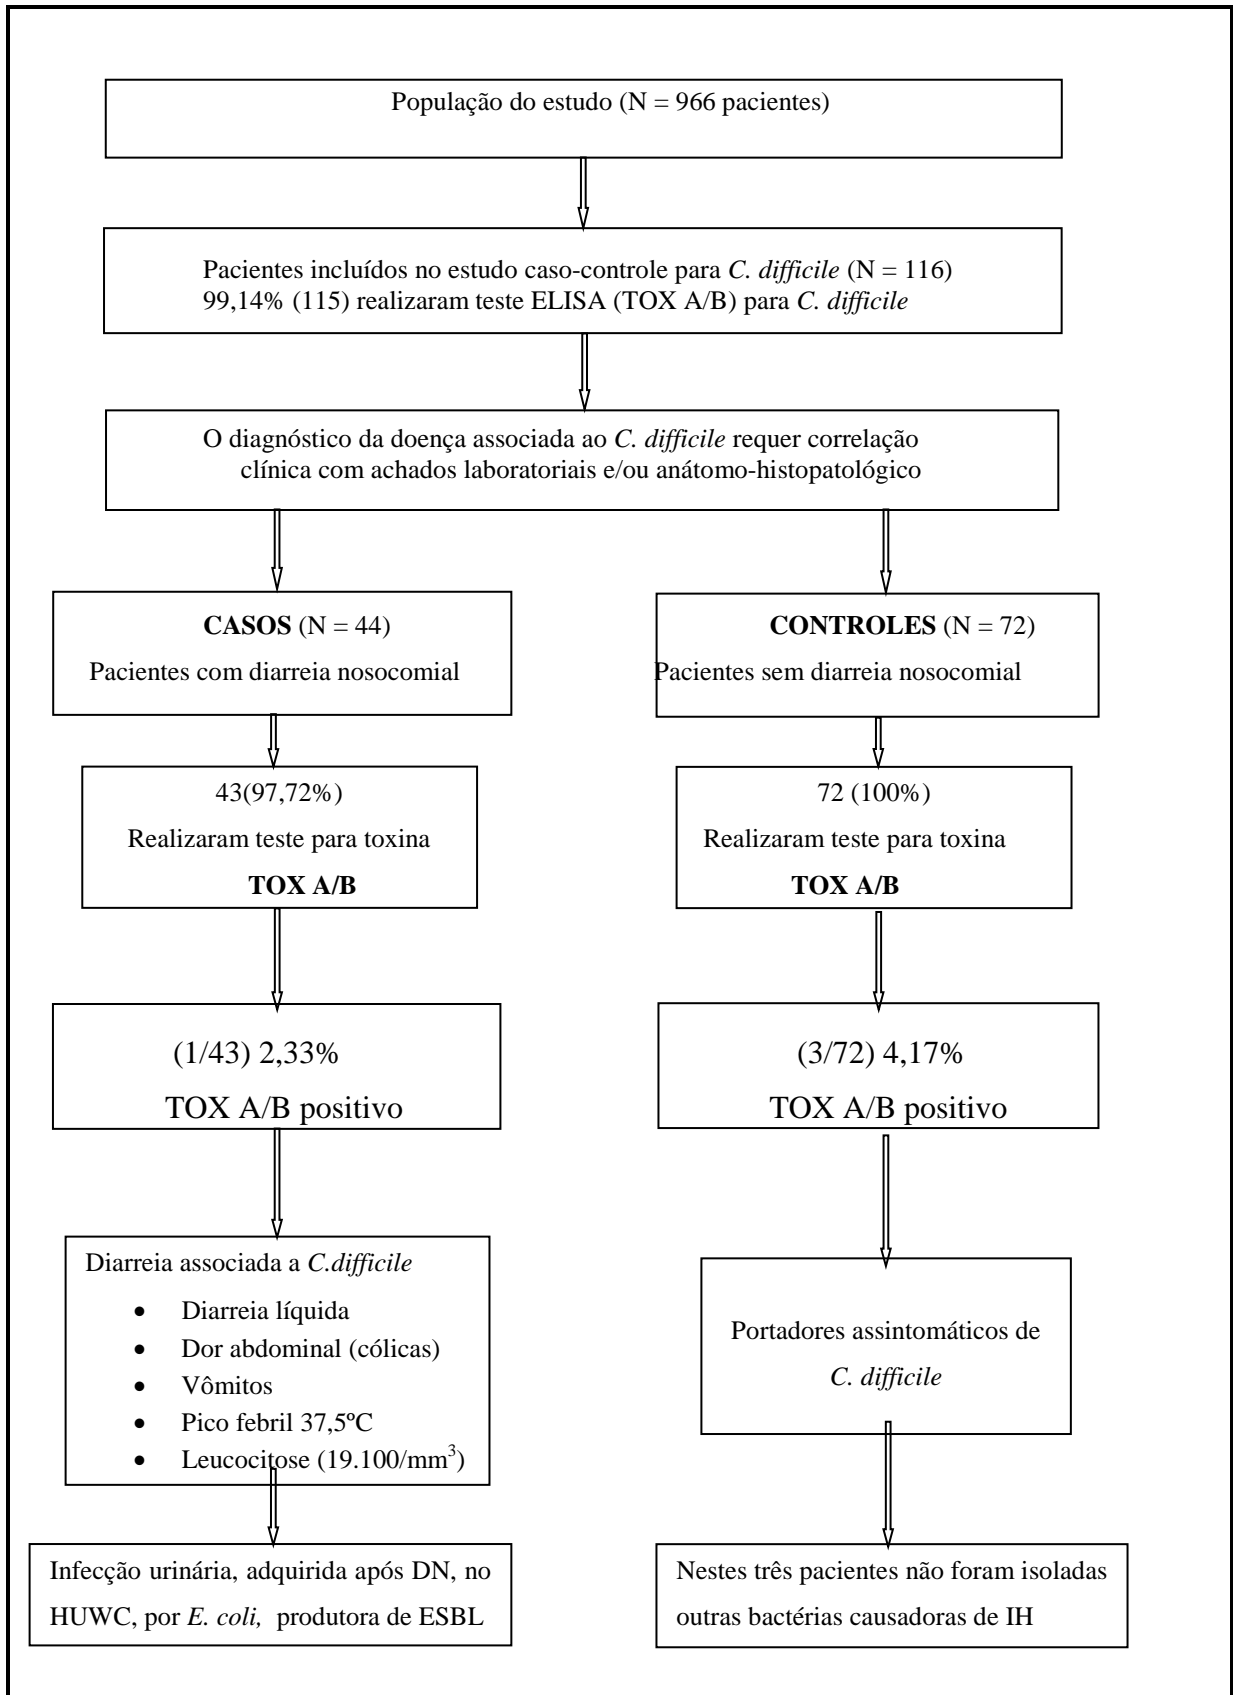 População do estudo (N = 966 pacientes)
Pacientes incluídos no estudo caso-controle para C. difficile (N = 116)
99,14% (115) realizaram teste ELISA (TOX A/B) para C. difficile
O diagnóstico da doença associada ao C. difficile requer correlação
clínica com achados laboratoriais e/ou anátomo-histopatológico
CASOS (N = 44)
Pacientes com diarreia nosocomial
CONTROLES (N = 72)
Pacientes sem diarreia nosocomial
43(97,72%)
Realizaram teste para toxina
TOX A/B
72 (100%)
Realizaram teste para toxina
TOX A/B
(1/43) 2,33%
TOX A/B positivo
(3/72) 4,17%
TOX A/B positivo
Diarreia associada a C.difficile
• Diarreia líquida
• Dor abdominal (cólicas)
• Vômitos
• Pico febril 37,5ºC
• Leucocitose (19.100/mm³)
Portadores assintomáticos de
C. difficile
Infecção urinária, adquirida após DN, no
HUWC, por E. coli, produtora de ESBL
Nestes três pacientes não foram isoladas
outras bactérias causadoras de IH